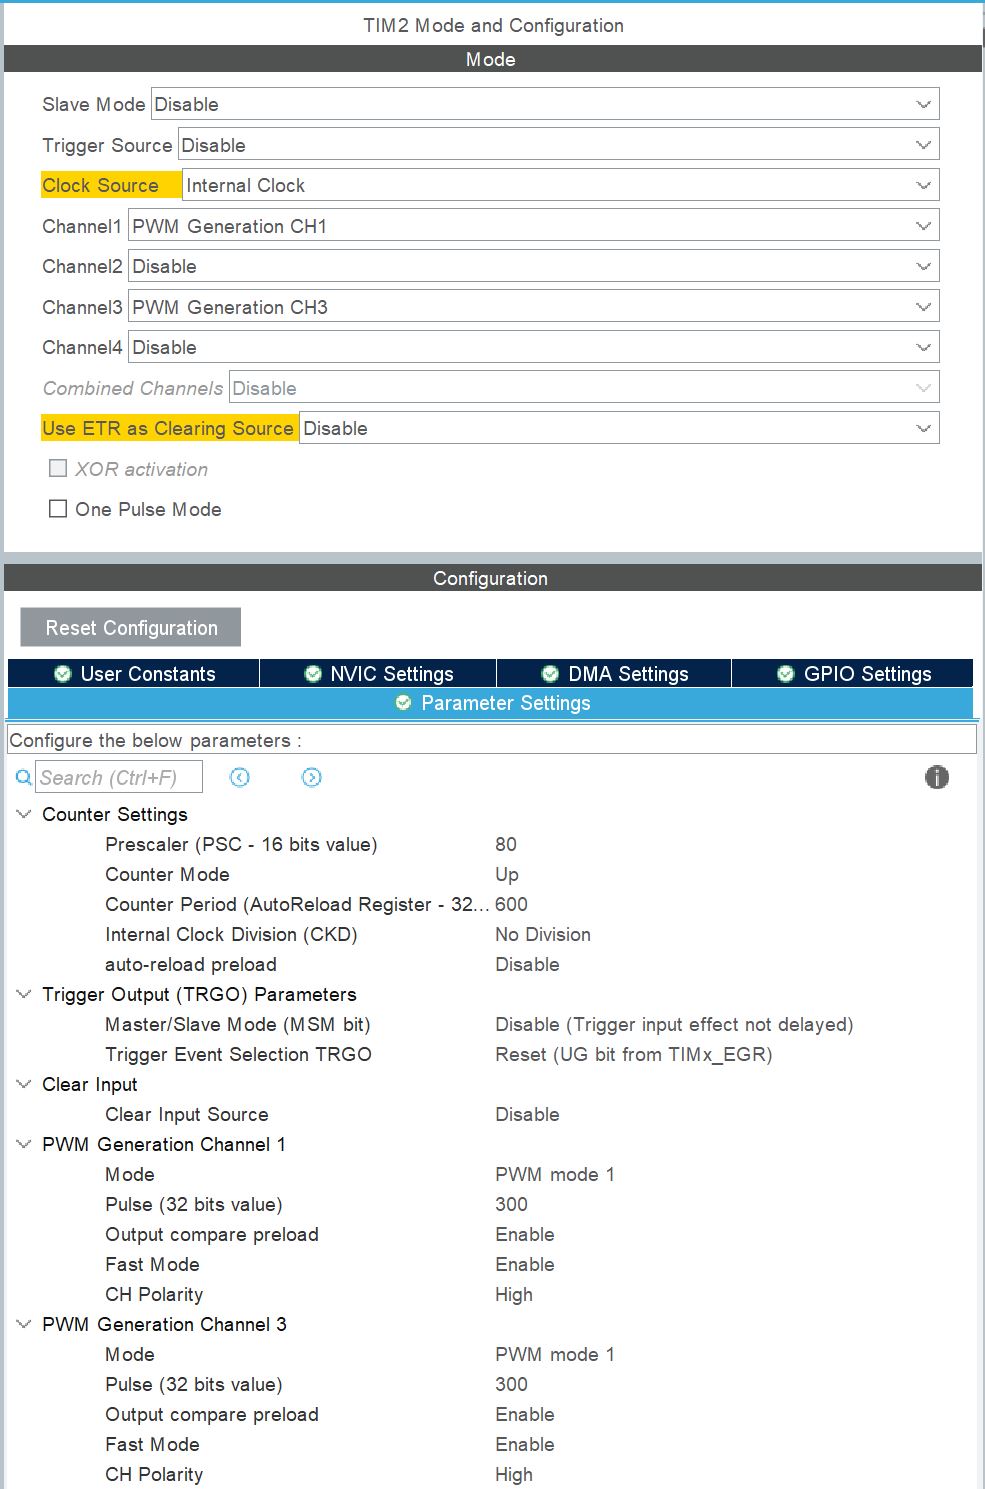 TIM2 Mode and Configuration
Mode
Slave Mode Disable
Trigger Source Disable
Clock Source Internal Clock
Channel1 PWM Generation CH1
Channel2 Disable
Channel3 PWM Generation CH3
Channel4 Disable
Combined Channels Disable
Use ETR as Clearing Source Disable
XOR activation
One Pulse Mode
Configuration
Reset Configuration
User Constants NVIC Settings DMA Settings GPIO Settings
Parameter Settings
Configure the below parameters :
Search (Ctrl+F)
Counter Settings
Prescaler (PSC - 16 bits value) 80
Counter Mode Up
Counter Period (AutoReload Register - 32... 600
Internal Clock Division (CKD) No Division
auto-reload preload Disable
Trigger Output (TRGO) Parameters
Master/Slave Mode (MSM bit) Disable (Trigger input effect not delayed)
Trigger Event Selection TRGO Reset (UG bit from TIMx_EGR)
Clear Input
Clear Input Source Disable
PWM Generation Channel 1
Mode PWM mode 1
Pulse (32 bits value) 300
Output compare preload Enable
Fast Mode Enable
CH Polarity High
PWM Generation Channel 3
Mode PWM mode 1
Pulse (32 bits value) 300
Output compare preload Enable
Fast Mode Enable
CH Polarity High